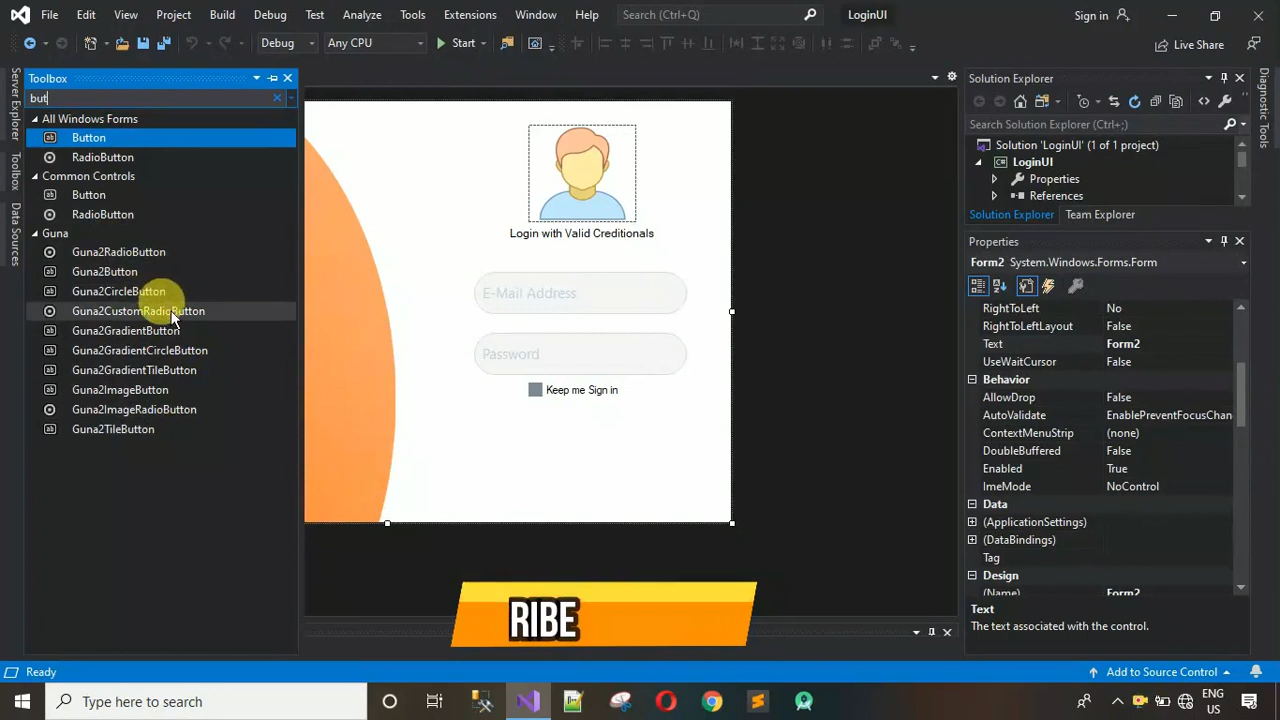 File Edit View Project Build Debug Test Analyze Tools Extensions Window Help Search (Ctrl+Q) LoginUI Sign in
Debug Any CPU Start Live Share
Server Explorer
Toolbox
Data Sources
Toolbox
but
All Windows Forms
Button
RadioButton
Common Controls
Button
RadioButton
Guna
Guna2RadioButton
Guna2Button
Guna2CircleButton
Guna2CustomRadioButton
Guna2GradientButton
Guna2GradientCircleButton
Guna2GradientTileButton
Guna2ImageButton
Guna2ImageRadioButton
Guna2TileButton
Login with Valid Creditionals
E-Mail Address
Password
Keep me Sign in
RIBE
Solution Explorer
Search Solution Explorer (Ctrl+;)
Solution 'LoginUI' (1 of 1 project)
LoginUI
Properties
References
Solution Explorer Team Explorer
Properties
Form2 System.Windows.Forms.Form
RightToLeft No
RightToLeftLayout False
Text Form2
UseWaitCursor False
Behavior
AllowDrop False
AutoValidate EnablePreventFocusChan
ContextMenuStrip (none)
DoubleBuffered False
Enabled True
ImeMode NoControl
Data
(ApplicationSettings)
(DataBindings)
Tag
Design
(Name) Form2
Text
The text associated with the control.
Ready Add to Source Control
Type here to search
ENG
US